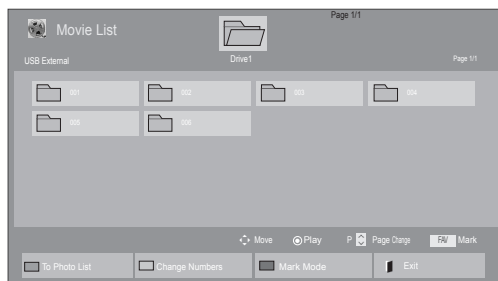 Page 1/1
Movie List
USB External
Drive1
Page 1/1
001 002 003 004
005 006
Move Play P Page Change FAV Mark
To Photo List Change Numbers Mark Mode Exit